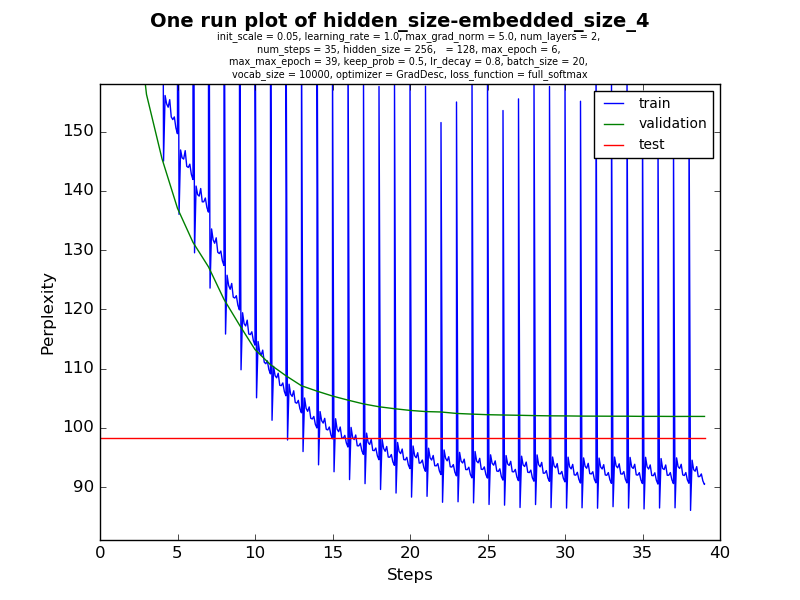 One run plot of hidden_size-embedded_size_4
init_scale = 0.05, learning_rate = 1.0, max_grad_norm = 5.0, num_layers = 2,
num_steps = 35, hidden_size = 256,   = 128, max_epoch = 6,
max_max_epoch = 39, keep_prob = 0.5, lr_decay = 0.8, batch_size = 20,
vocab_size = 10000, optimizer = GradDesc, loss_function = full_softmax
train
validation
test
150
140
130
120
110
100
90
Perplexity
0 5 10 15 20 25 30 35 40
Steps